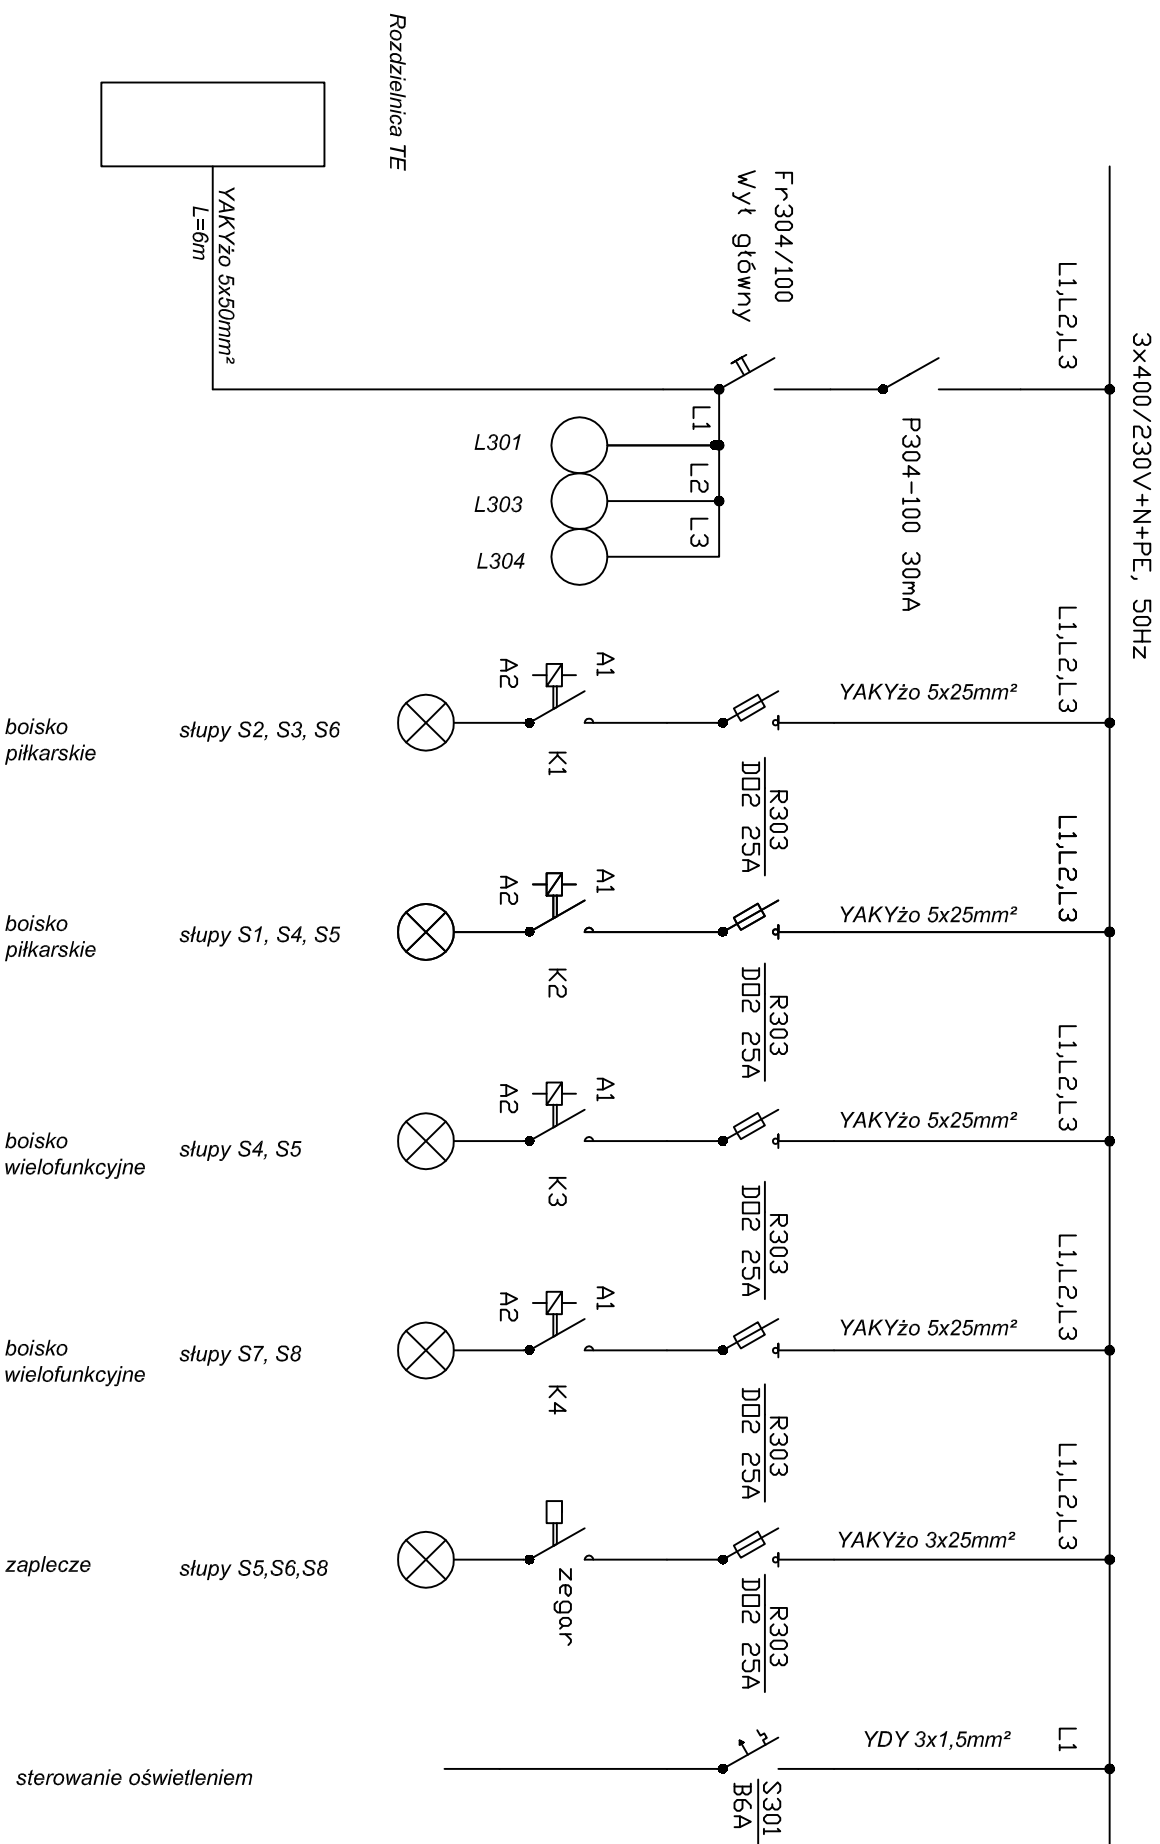 3x400/230V+N+PE, 50Hz
Rozdzielnica TE
YAKYżo 5x50mm²
L=6m
Fr304/100
Wył główny
L1,L2,L3
P304-100 30mA
L1
L2
L3
L301
L303
L304
L1,L2,L3
YAKYżo 5x25mm²
R303
DO2 25A
A1
A2
K1
słupy S2, S3, S6
boisko
piłkarskie
L1,L2,L3
YAKYżo 5x25mm²
R303
DO2 25A
A1
A2
K2
słupy S1, S4, S5
boisko
piłkarskie
L1,L2,L3
YAKYżo 5x25mm²
R303
DO2 25A
A1
A2
K3
słupy S4, S5
boisko
wielofunkcyjne
L1,L2,L3
YAKYżo 5x25mm²
R303
DO2 25A
A1
A2
K4
słupy S7, S8
boisko
wielofunkcyjne
L1,L2,L3
YAKYżo 3x25mm²
R303
DO2 25A
zegar
słupy S5,S6,S8
zaplecze
L1
YDY 3x1,5mm²
S301
B6A
sterowanie oświetleniem